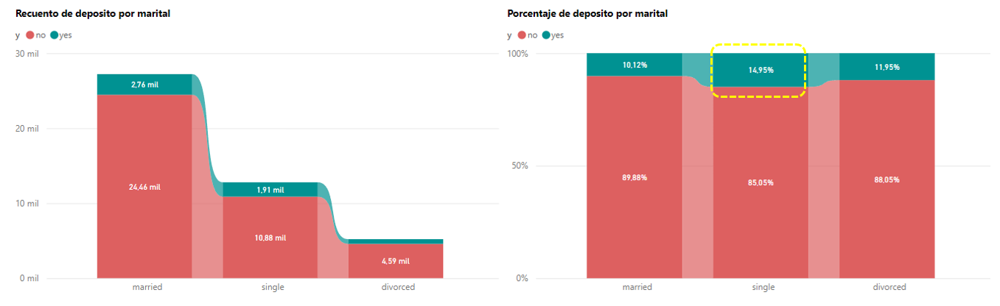 Recuento de deposito por marital
y no yes
30 mil
20 mil
10 mil
0 mil
2,76 mil
24,46 mil
1,91 mil
10,88 mil
4,59 mil
married single divorced
Porcentaje de deposito por marital
y no yes
100%
50%
0%
10,12%
89,88%
14,95%
85,05%
11,95%
88,05%
married single divorced